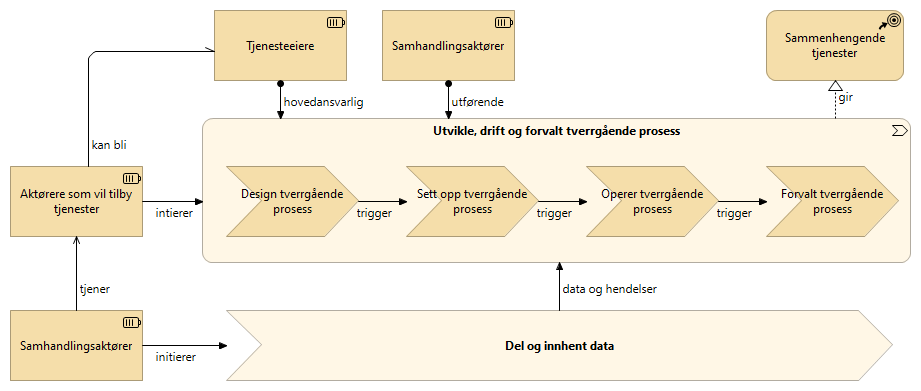 Tjenesteeiere
Samhandlingsaktører
Sammenhengende
tjenester
hovedansvarlig
utførende
gir
Utvikle, drift og forvalt tverrgående prosess
kan bli
Aktørere som vil tilby
tjenester
intierer
Design tverrgående
prosess
trigger
Sett opp tverrgående
prosess
trigger
Operer tverrgående
prosess
trigger
Forvalt tverrgående
prosess
tjener
data og hendelser
Samhandlingsaktører
initierer
Del og innhent data